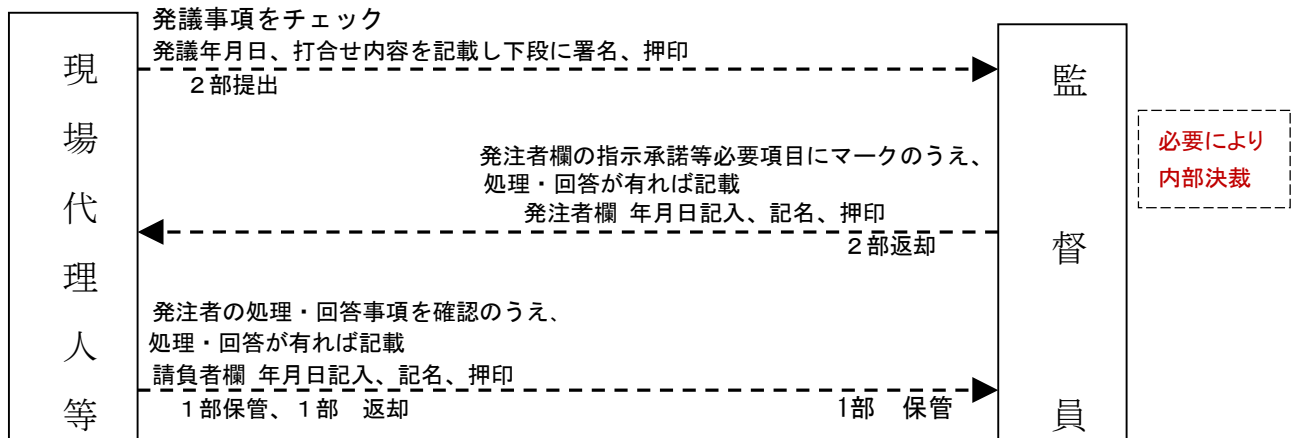 現場代理人等
発議事項をチェック
発議年月日、打合せ内容を記載し下段に署名、押印
２部提出
発注者欄の指示承諾等必要項目にマークのうえ、
処理・回答が有れば記載
発注者欄 年月日記入、記名、押印
２部返却
発注者の処理・回答事項を確認のうえ、
処理・回答が有れば記載
請負者欄 年月日記入、記名、押印
１部保管、１部　返却
1部　保管
監督員
必要により
内部決裁